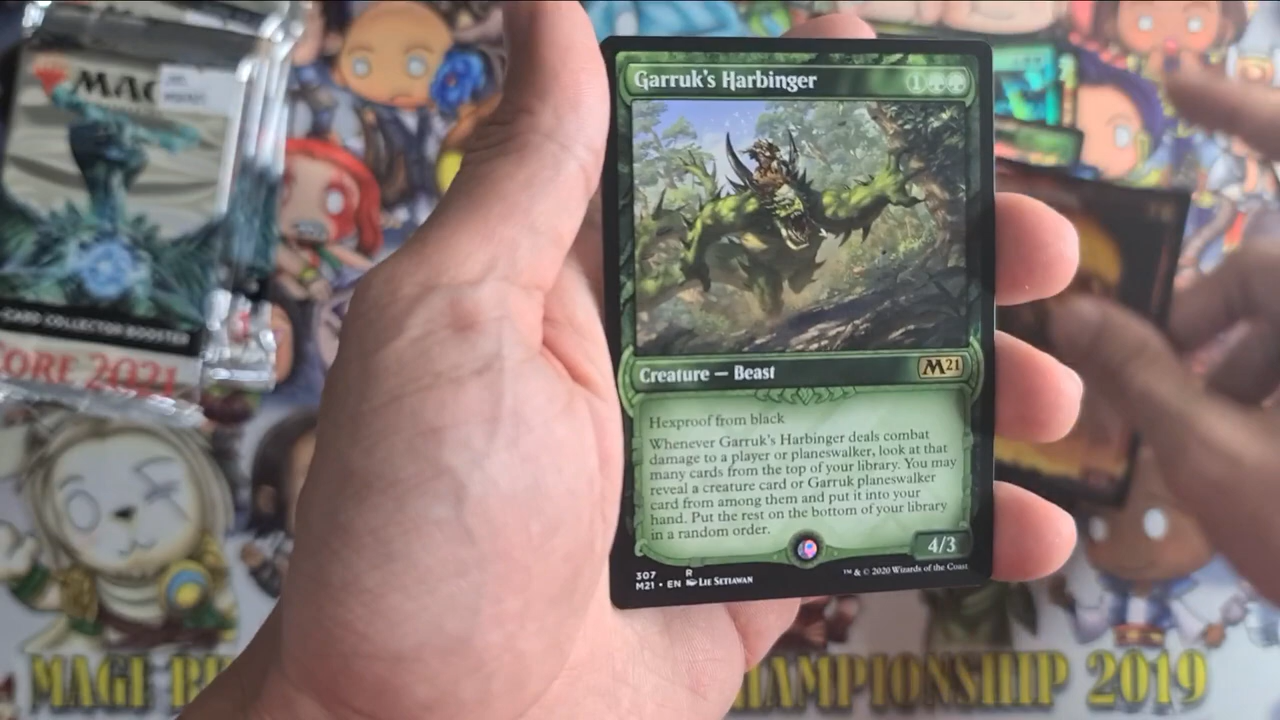 MAG
CARD COLLECTOR BOOSTER
CORE 2021
Garruk's Harbinger 1
Creature — Beast M21
Hexproof from black
Whenever Garruk's Harbinger deals combat
damage to a player or planeswalker, look at that
many cards from the top of your library. You may
reveal a creature card or Garruk planeswalker
card from among them and put it into your
hand. Put the rest on the bottom of your library
in a random order.
4/3
307 R
M21 • EN Lie Setiawan
™ & © 2020 Wizards of the Coast
MAGE B AMPIONSHIP 2019